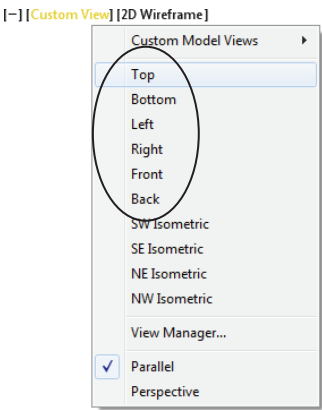 [−] [Custom View] [2D Wireframe]
Custom Model Views
Top
Bottom
Left
Right
Front
Back
SW Isometric
SE Isometric
NE Isometric
NW Isometric
View Manager...
Parallel
Perspective